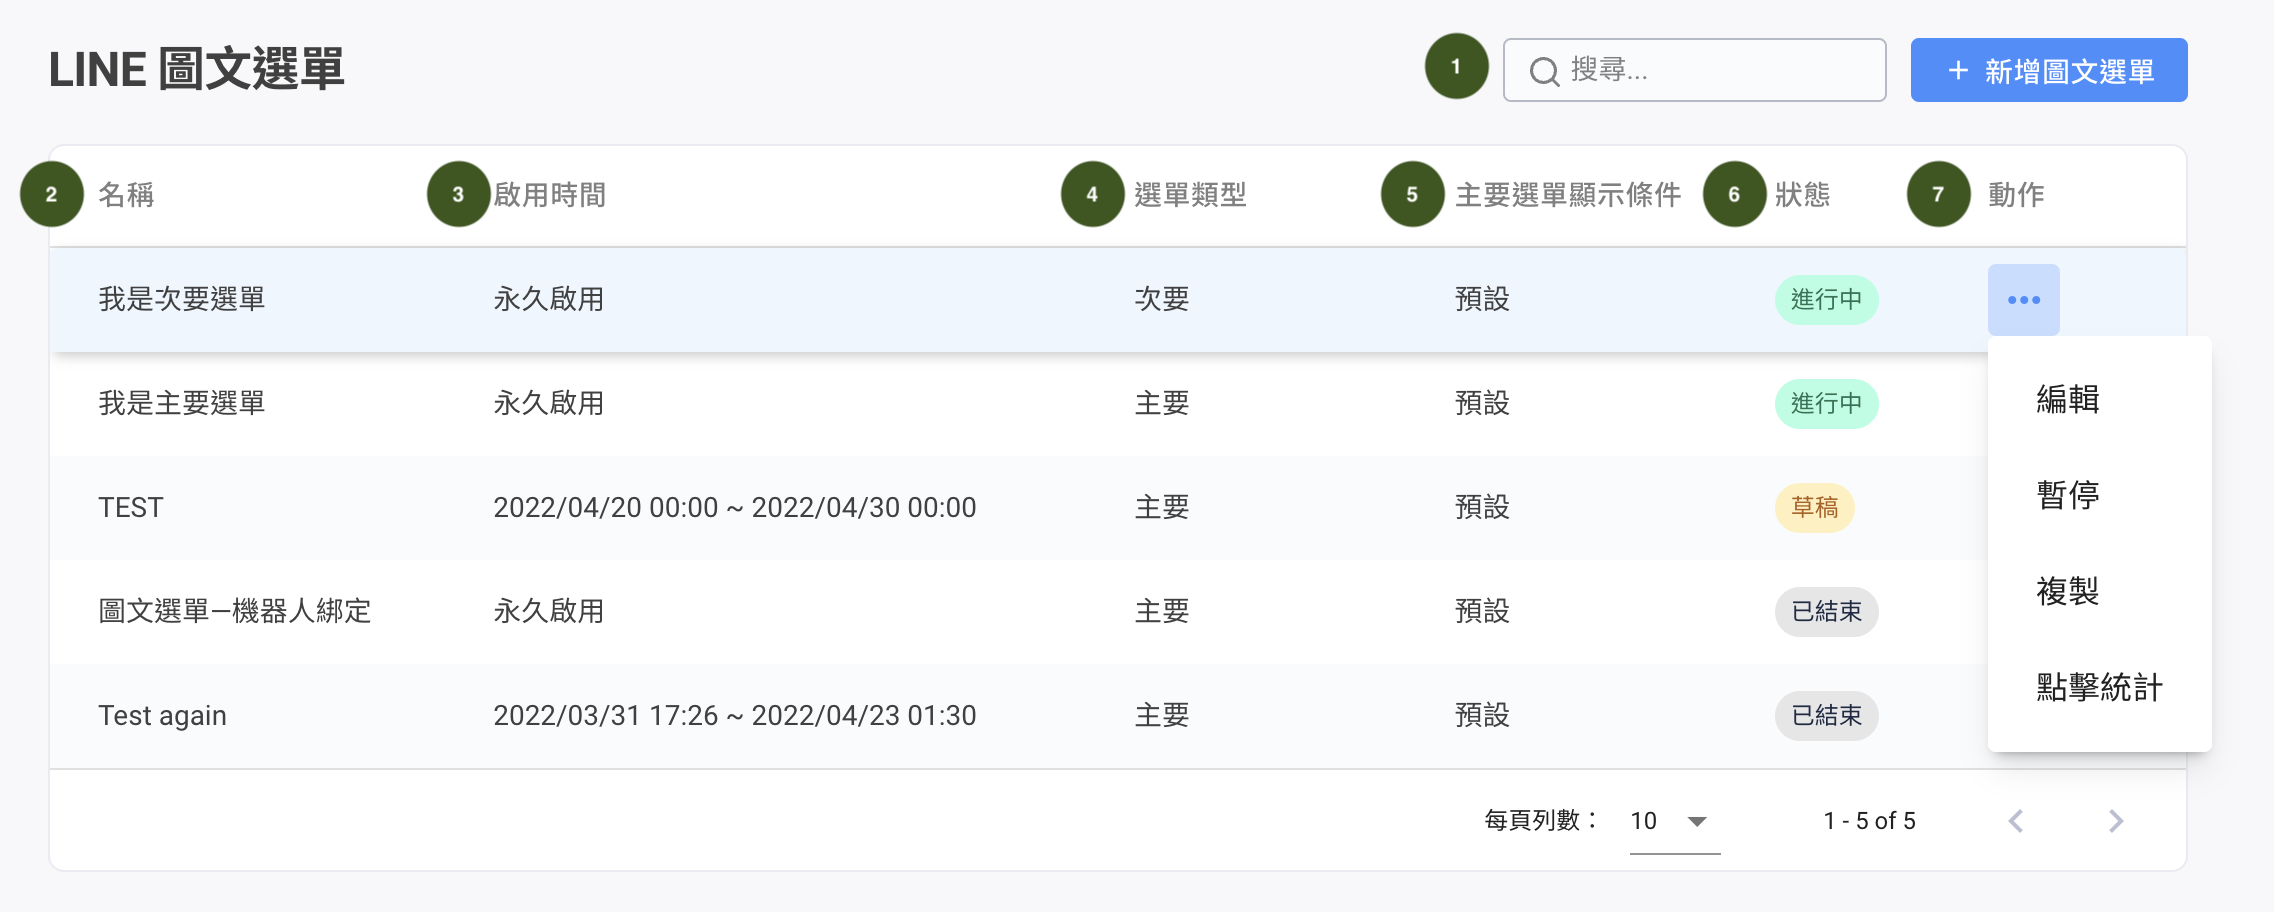 LINE 圖文選單
1 搜尋... + 新增圖文選單
2 名稱 3 啟用時間 4 選單類型 5 主要選單顯示條件 6 狀態 7 動作
我是次要選單 永久啟用 次要 預設 進行中 •••
我是主要選單 永久啟用 主要 預設 進行中
編輯
TEST 2022/04/20 00:00 ~ 2022/04/30 00:00 主要 預設 草稿
暫停
圖文選單—機器人綁定 永久啟用 主要 預設 已結束
複製
Test again 2022/03/31 17:26 ~ 2022/04/23 01:30 主要 預設 已結束
點擊統計
每頁列數： 10 1 - 5 of 5